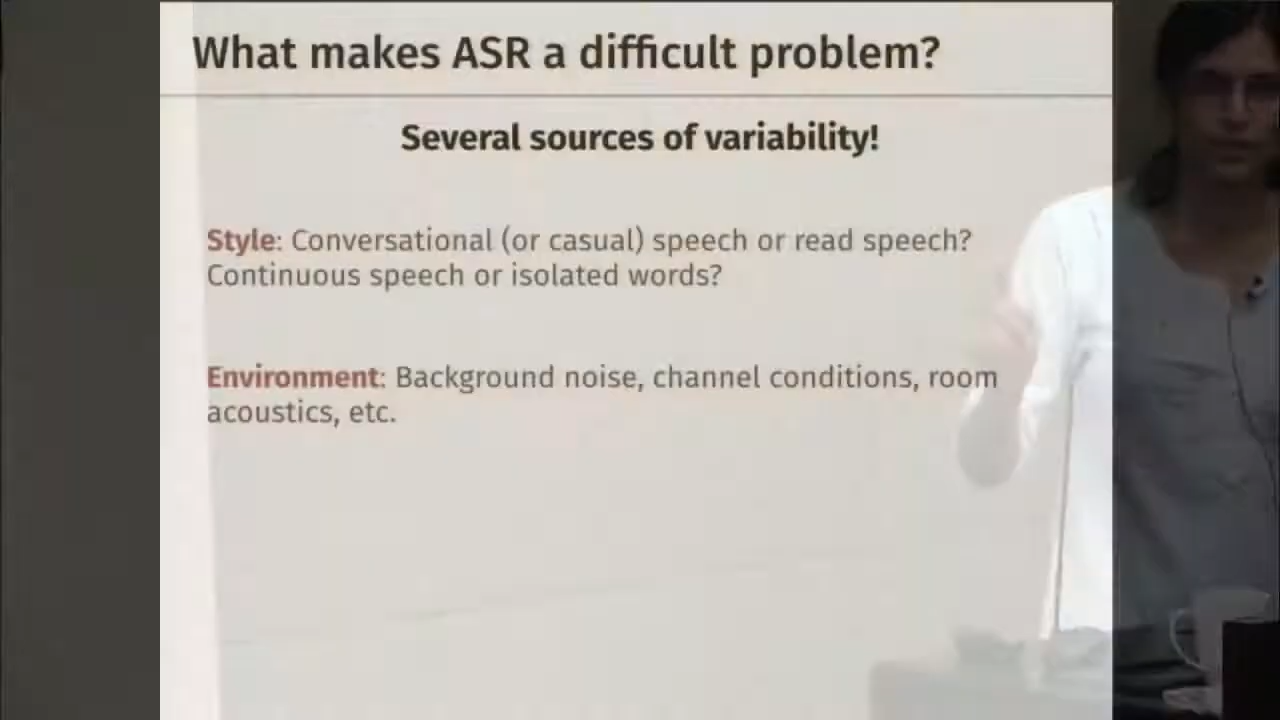 What makes ASR a difficult problem?
Several sources of variability!
Style: Conversational (or casual) speech or read speech?
Continuous speech or isolated words?
Environment: Background noise, channel conditions, room
acoustics, etc.